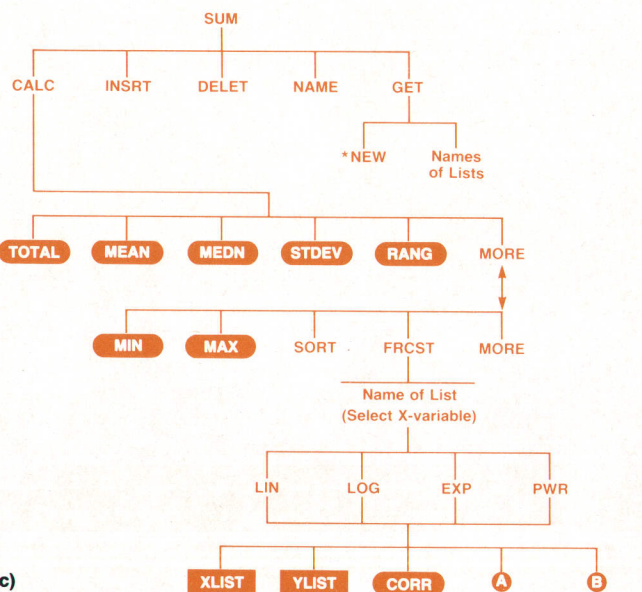 SUM
CALC INSRT DELET NAME GET
*NEW Names
of Lists
TOTAL MEAN MEDN STDEV RANG MORE
MIN MAX SORT FRCST MORE
Name of List
(Select X-variable)
LIN LOG EXP PWR
c) XLIST YLIST CORR A B